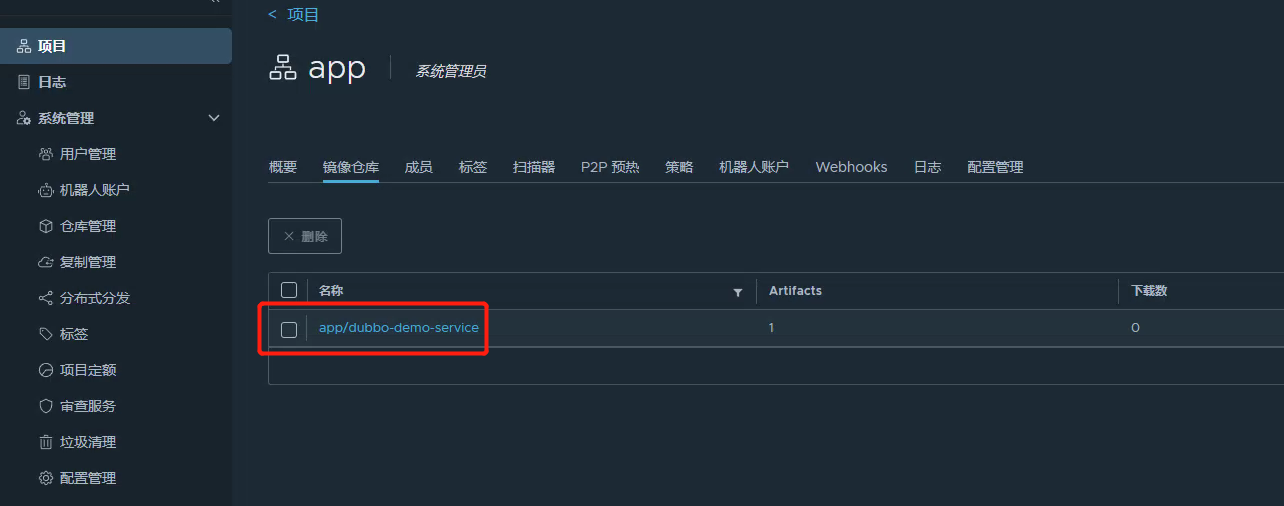 项目
日志
系统管理
用户管理
机器人账户
仓库管理
复制管理
分布式分发
标签
项目定额
审查服务
垃圾清理
配置管理
< 项目
app 系统管理员
概要 镜像仓库 成员 标签 扫描器 P2P 预热 策略 机器人账户 Webhooks 日志 配置管理
× 删除
名称 Artifacts 下载数
app/dubbo-demo-service 1 0